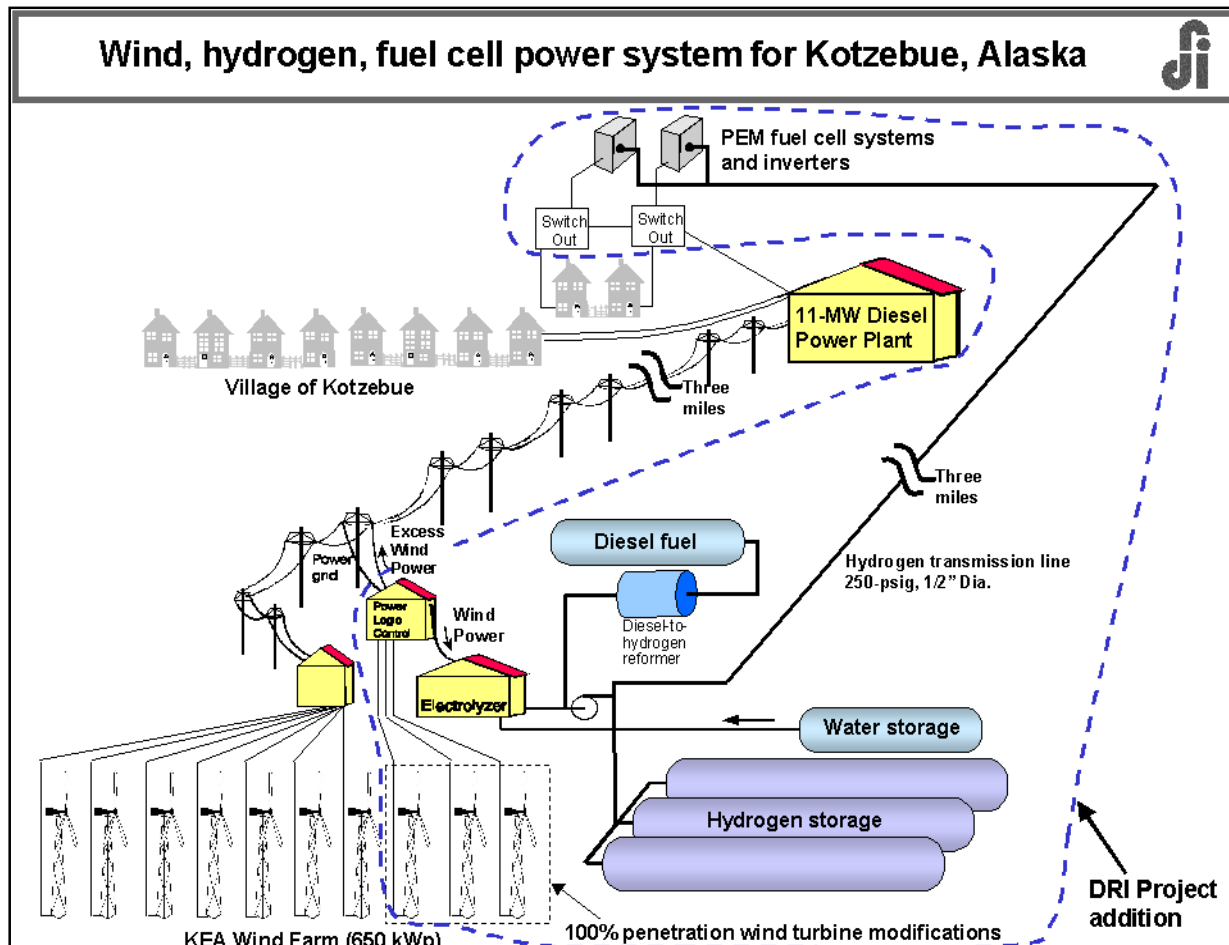 Wind, hydrogen, fuel cell power system for Kotzebue, Alaska
dri
PEM fuel cell systems
and inverters
Switch
Out
Switch
Out
11-MW Diesel
Power Plant
Village of Kotzebue
Three
miles
Three
miles
Excess
Wind
Power
Power
grid
Diesel fuel
Hydrogen transmission line
250-psig, 1/2" Dia.
Power
Logic
Control
Wind
Power
Diesel-to-
hydrogen
reformer
Electrolyzer
Water storage
Hydrogen storage
DRI Project
addition
KEA Wind Farm (650 kWp)
100% penetration wind turbine modifications